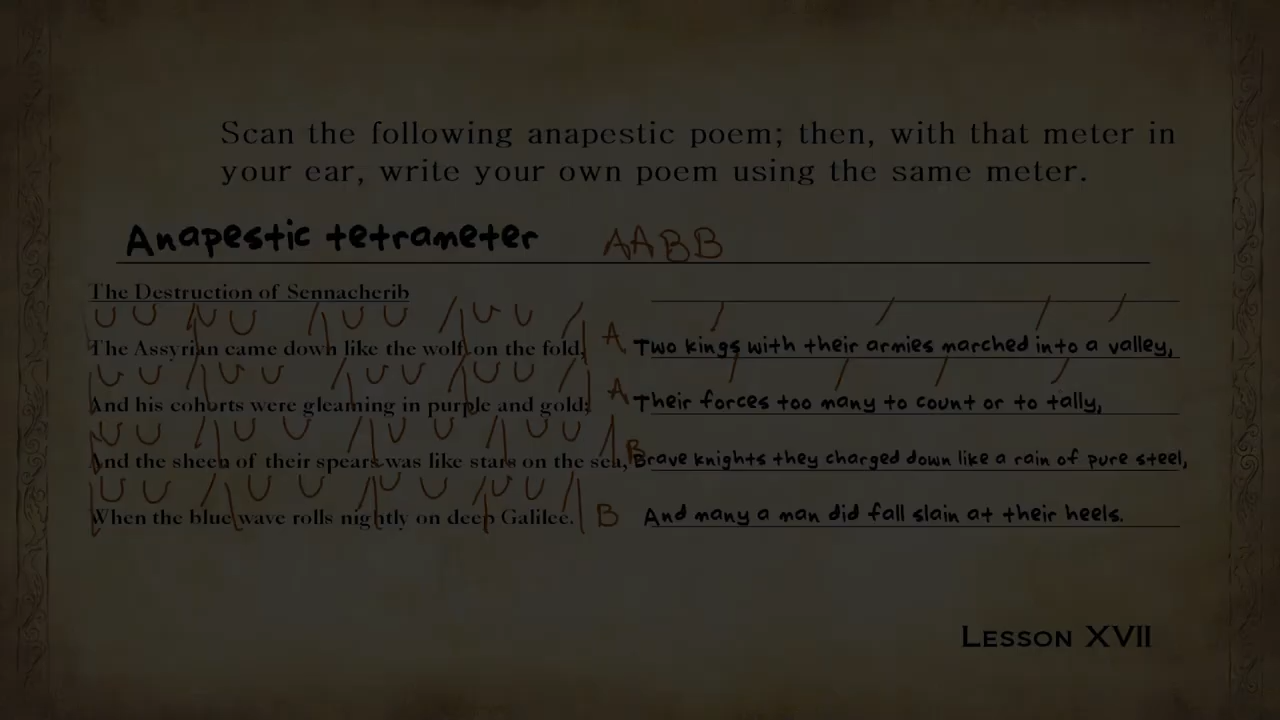 Scan the following anapestic poem; then, with that meter in
your ear, write your own poem using the same meter.
Anapestic tetrameter AABB
The Destruction of Sennacherib
The Assyrian came down like the wolf on the fold,
And his cohorts were gleaming in purple and gold;
And the sheen of their spears was like stars on the sea,
When the blue wave rolls nightly on deep Galilee.
A Two kings with their armies marched into a valley,
A Their forces too many to count or to tally,
B Brave knights they charged down like a rain of pure steel,
B And many a man did fall slain at their heels.
LESSON XVII